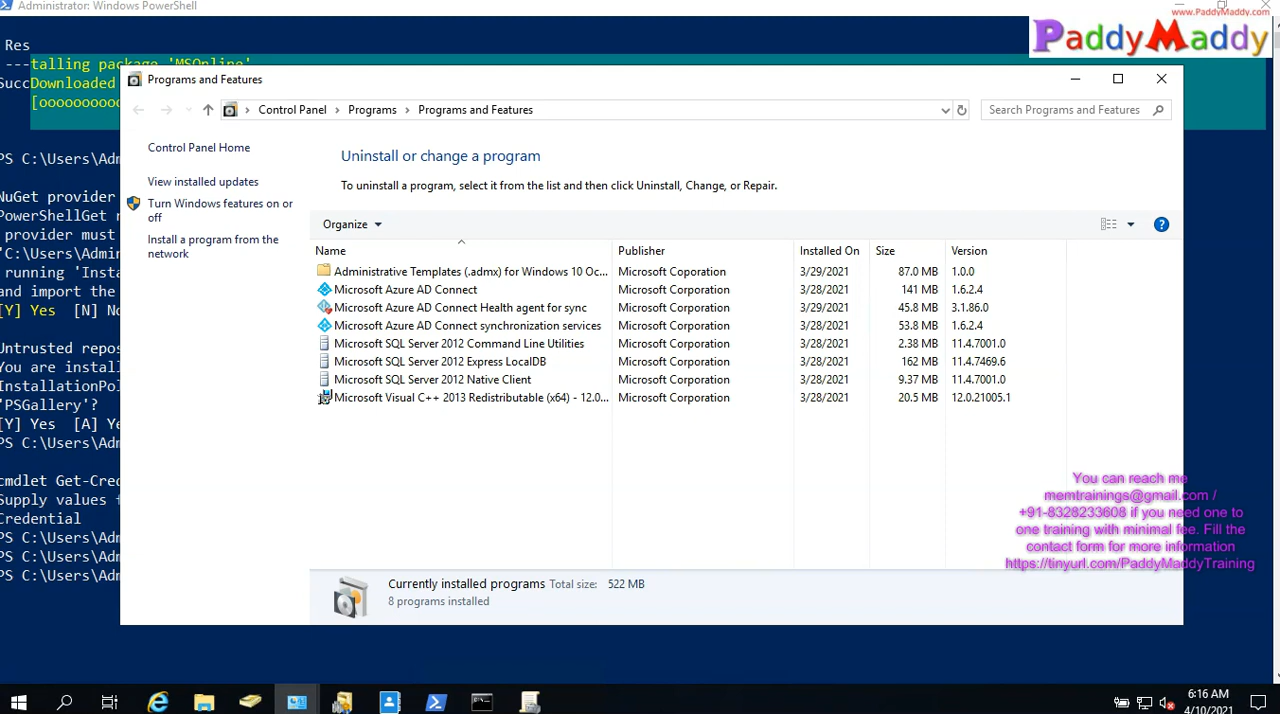 Administrator: Windows PowerShell
www.PaddyMaddy.com
PaddyMaddy
Res
---talling package 'MSOnline'
SuccDownloaded
[oooooooooo
PS C:\Users\Adm
NuGet provider
PowerShellGet r
provider must
'C:\Users\Admin
running 'Insta
and import the
[Y] Yes [N] No
Untrusted repos
You are install
InstallationPol
'PSGallery'?
[Y] Yes [A] Ye
PS C:\Users\Adm
cmdlet Get-Cred
Supply values f
Credential
PS C:\Users\Adm
PS C:\Users\Adm
PS C:\Users\Adm
Programs and Features
Control Panel > Programs > Programs and Features
Search Programs and Features
Control Panel Home
View installed updates
Turn Windows features on or
off
Install a program from the
network
Uninstall or change a program
To uninstall a program, select it from the list and then click Uninstall, Change, or Repair.
Organize
Name Publisher Installed On Size Version
Administrative Templates (.admx) for Windows 10 Oc... Microsoft Coporation 3/29/2021 87.0 MB 1.0.0
Microsoft Azure AD Connect Microsoft Corporation 3/28/2021 141 MB 1.6.2.4
Microsoft Azure AD Connect Health agent for sync Microsoft Corporation 3/29/2021 45.8 MB 3.1.86.0
Microsoft Azure AD Connect synchronization services Microsoft Corporation 3/28/2021 53.8 MB 1.6.2.4
Microsoft SQL Server 2012 Command Line Utilities Microsoft Corporation 3/28/2021 2.38 MB 11.4.7001.0
Microsoft SQL Server 2012 Express LocalDB Microsoft Corporation 3/28/2021 162 MB 11.4.7469.6
Microsoft SQL Server 2012 Native Client Microsoft Corporation 3/28/2021 9.37 MB 11.4.7001.0
Microsoft Visual C++ 2013 Redistributable (x64) - 12.0... Microsoft Corporation 3/28/2021 20.5 MB 12.0.21005.1
You can reach me
memtrainings@gmail.com /
+91-8328233608 if you need one to
one training with minimal fee. Fill the
contact form for more information
https://tinyurl.com/PaddyMaddyTraining
Currently installed programs Total size: 522 MB
8 programs installed
6:16 AM
4/10/2021